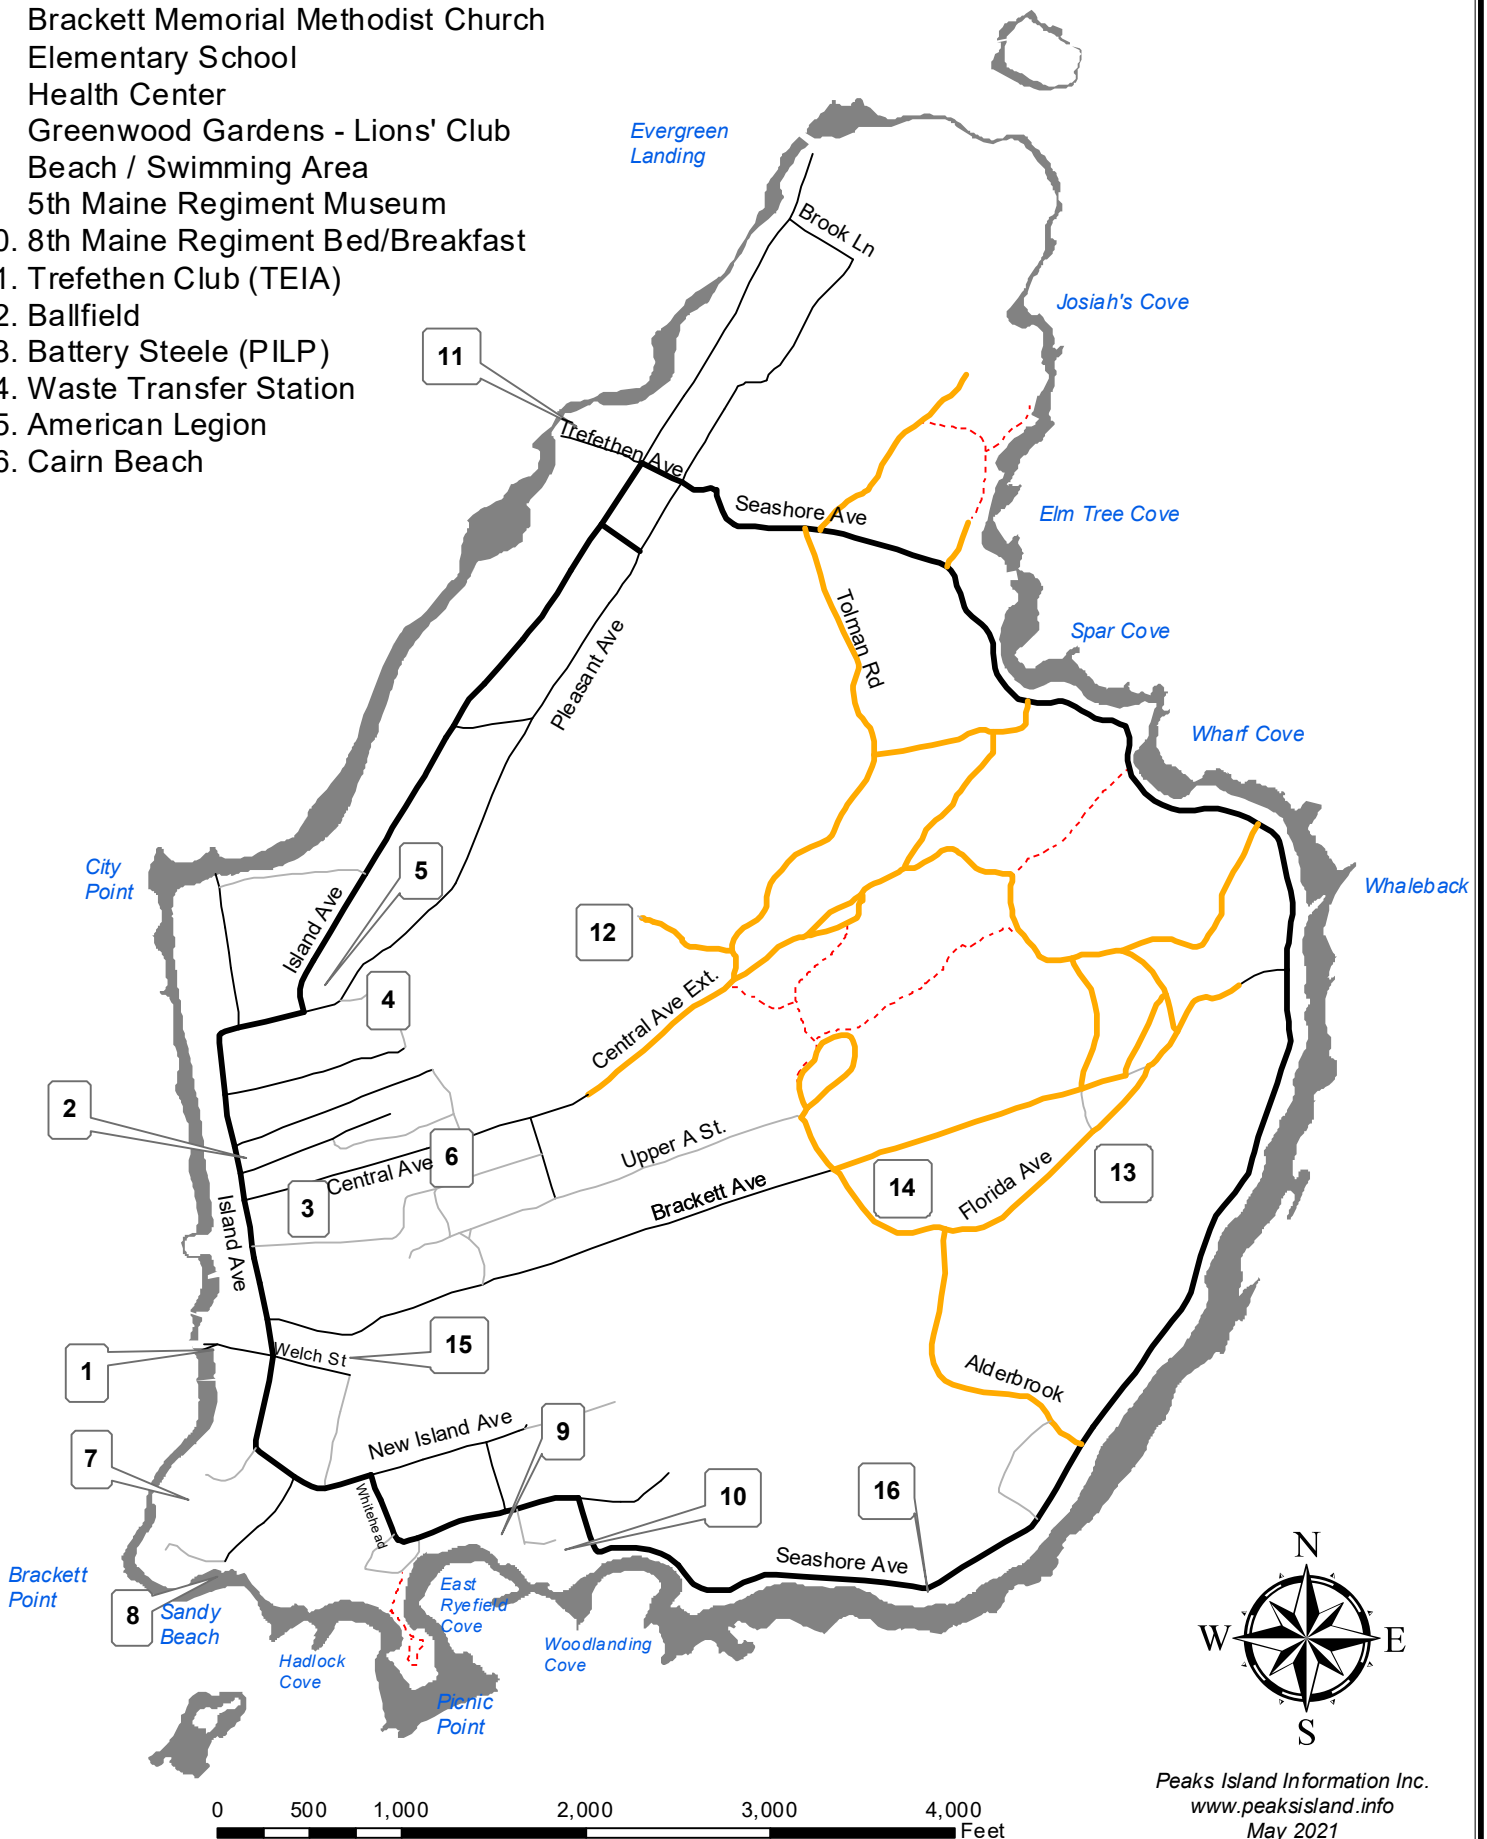 Brackett Memorial Methodist Church
Elementary School
Health Center
Greenwood Gardens - Lions' Club
Beach / Swimming Area
5th Maine Regiment Museum
0. 8th Maine Regiment Bed/Breakfast
1. Trefethen Club (TEIA)
2. Ballfield
3. Battery Steele (PILP)
4. Waste Transfer Station
5. American Legion
6. Cairn Beach
Evergreen
Landing
Brook Ln
Josiah's Cove
11
Trefethen Ave
Seashore Ave
Elm Tree Cove
Tolman Rd
Spar Cove
Pleasant Ave
Wharf Cove
City
Point
5
Whaleback
Island Ave
12
4
Central Ave Ext.
2
6
Upper A St.
Central Ave
3
Brackett Ave
14
13
Florida Ave
Island Ave
1
Welch St
15
Alderbrook
7
New Island Ave
9
Whitehead
10
16
Seashore Ave
Brackett
Point
8
Sandy
Beach
East
Ryefield
Cove
Woodlanding
Cove
Hadlock
Cove
Picnic
Point
N
W
E
S
Peaks Island Information Inc.
www.peaksisland.info
May 2021
0 500 1,000 2,000 3,000 4,000
Feet